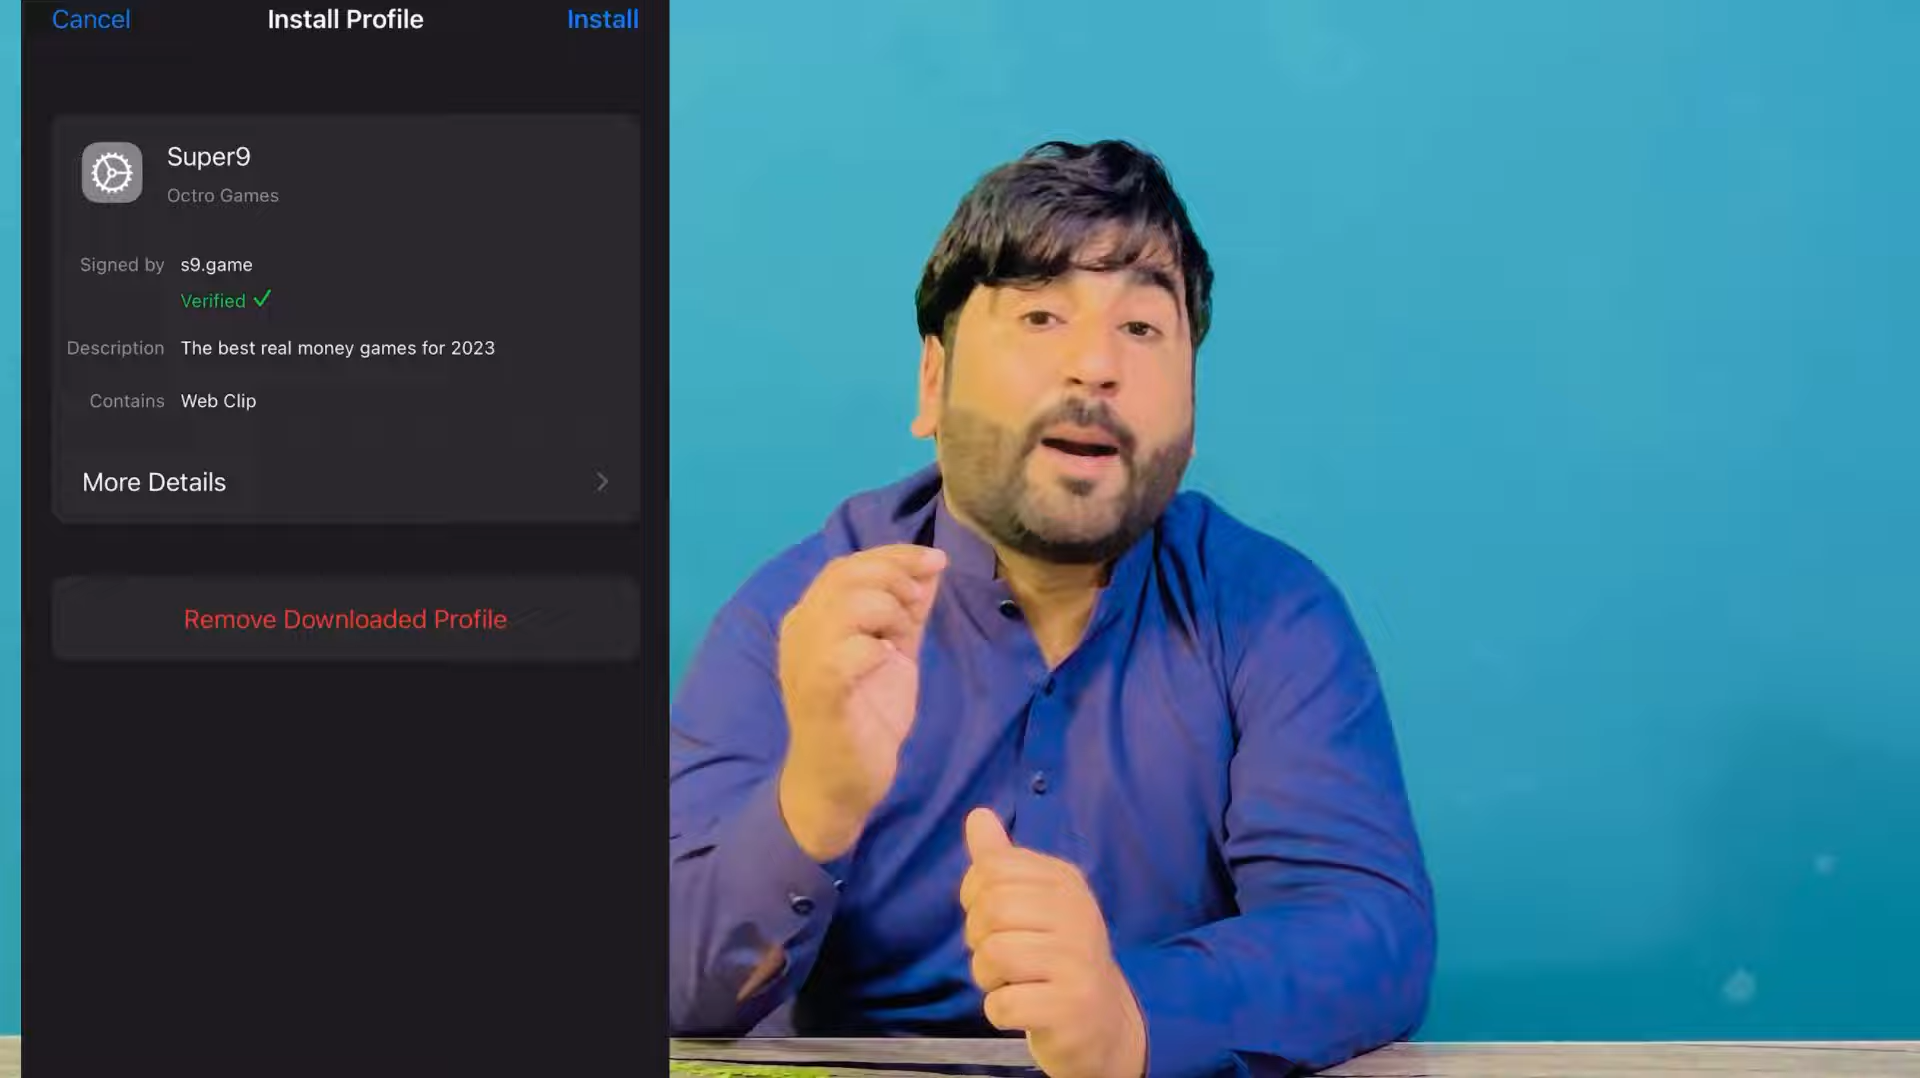 Cancel
Install Profile
Install
Super9
Octro Games
Signed by s9.game
Verified ✓
Description The best real money games for 2023
Contains Web Clip
More Details
Remove Downloaded Profile